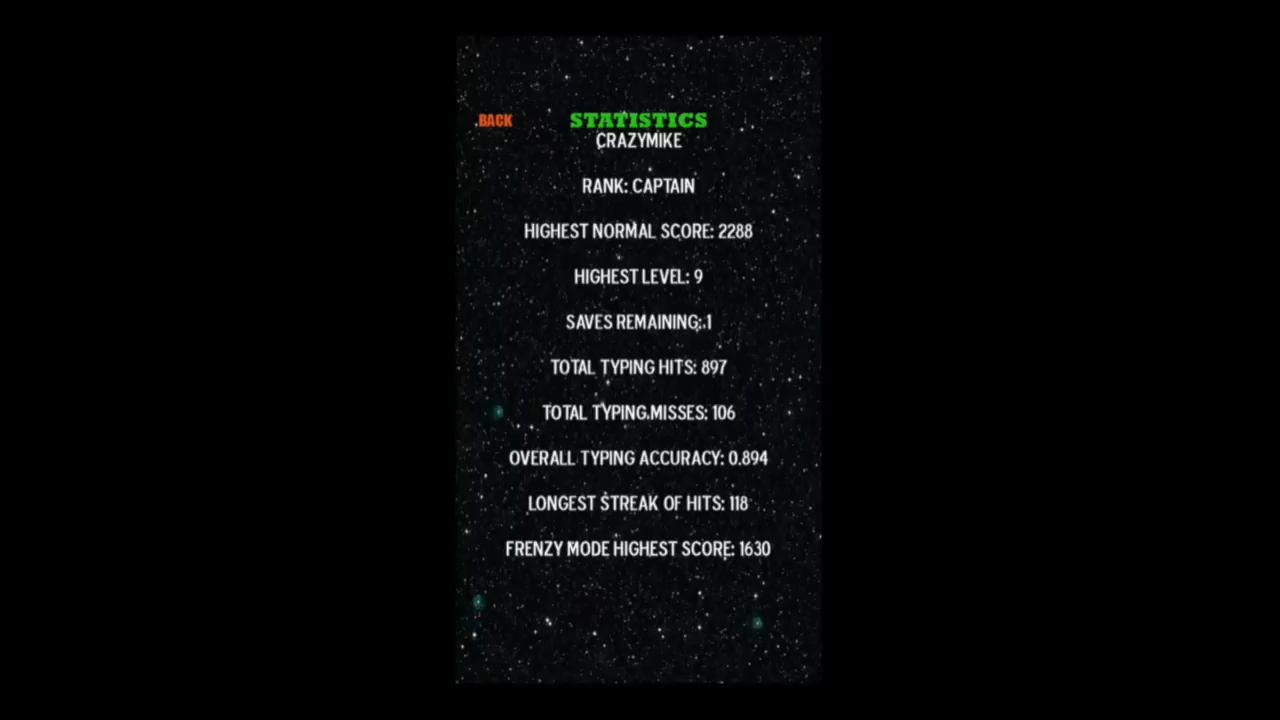 BACK
STATISTICS
CRAZYMIKE
RANK: CAPTAIN
HIGHEST NORMAL SCORE: 2288
HIGHEST LEVEL: 9
SAVES REMAINING: 1
TOTAL TYPING HITS: 897
TOTAL TYPING MISSES: 106
OVERALL TYPING ACCURACY: 0.894
LONGEST STREAK OF HITS: 118
FRENZY MODE HIGHEST SCORE: 1630